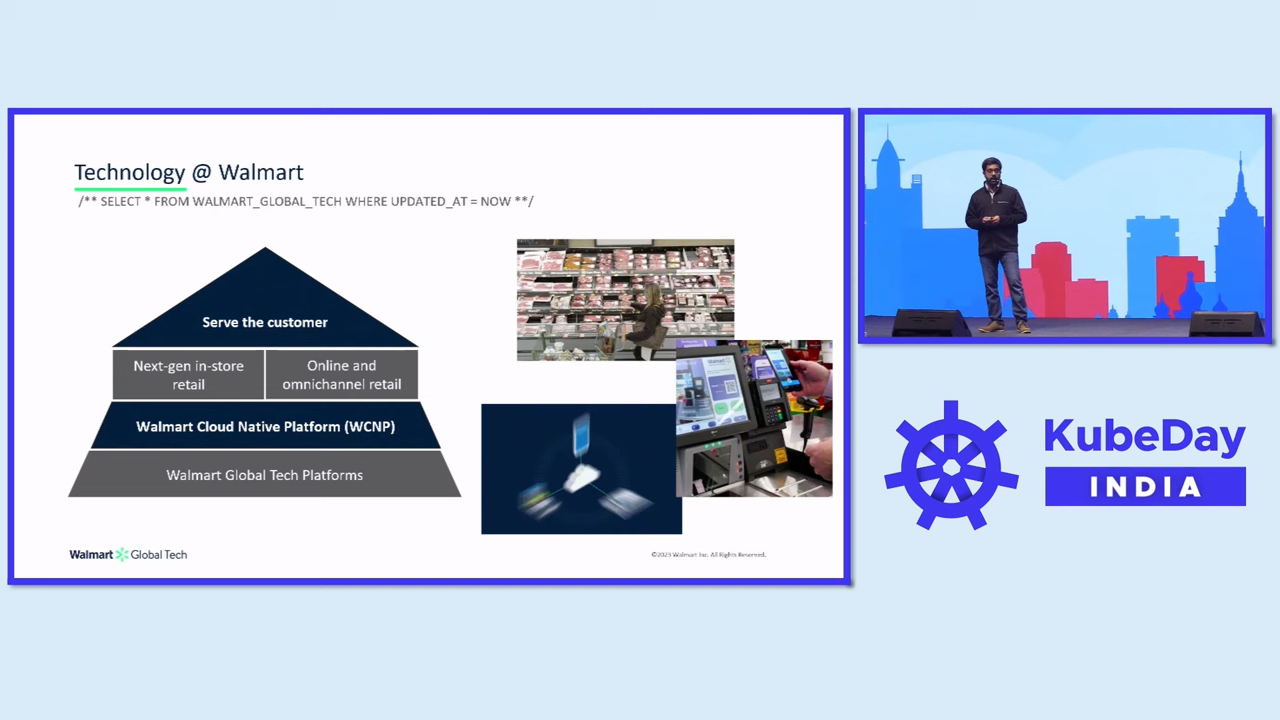 Technology @ Walmart
/** SELECT * FROM WALMART_GLOBAL_TECH WHERE UPDATED_AT = NOW **/
Serve the customer
Next-gen in-store
retail
Online and
omnichannel retail
Walmart Cloud Native Platform (WCNP)
Walmart Global Tech Platforms
Walmart Global Tech
©2023 Walmart Inc. All Rights Reserved.
KubeDay
INDIA